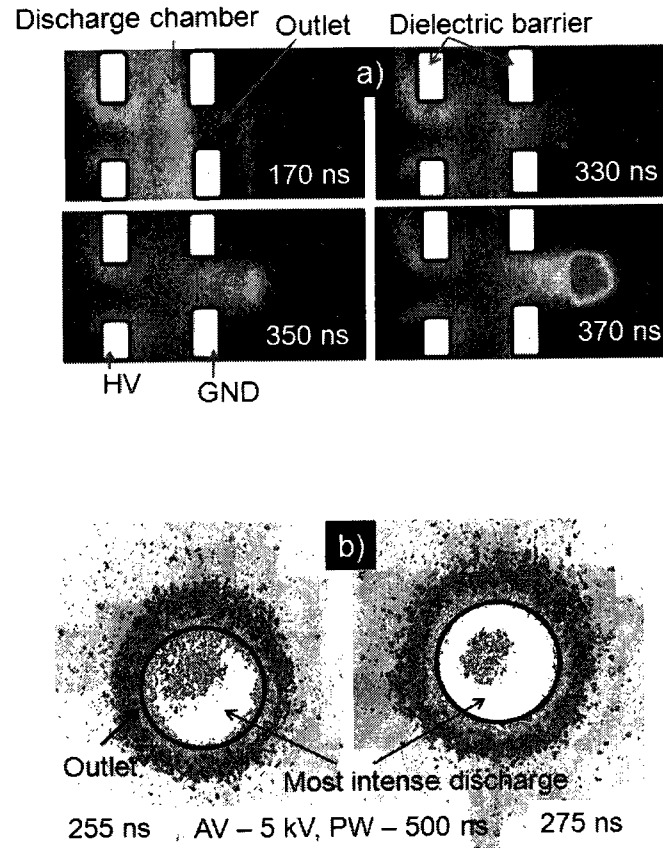 Discharge chamber
Outlet
Dielectric barrier
a)
170 ns
330 ns
350 ns
370 ns
HV
GND
b)
Outlet
Most intense discharge
255 ns , AV – 5 kV, PW – 500 ns 275 ns